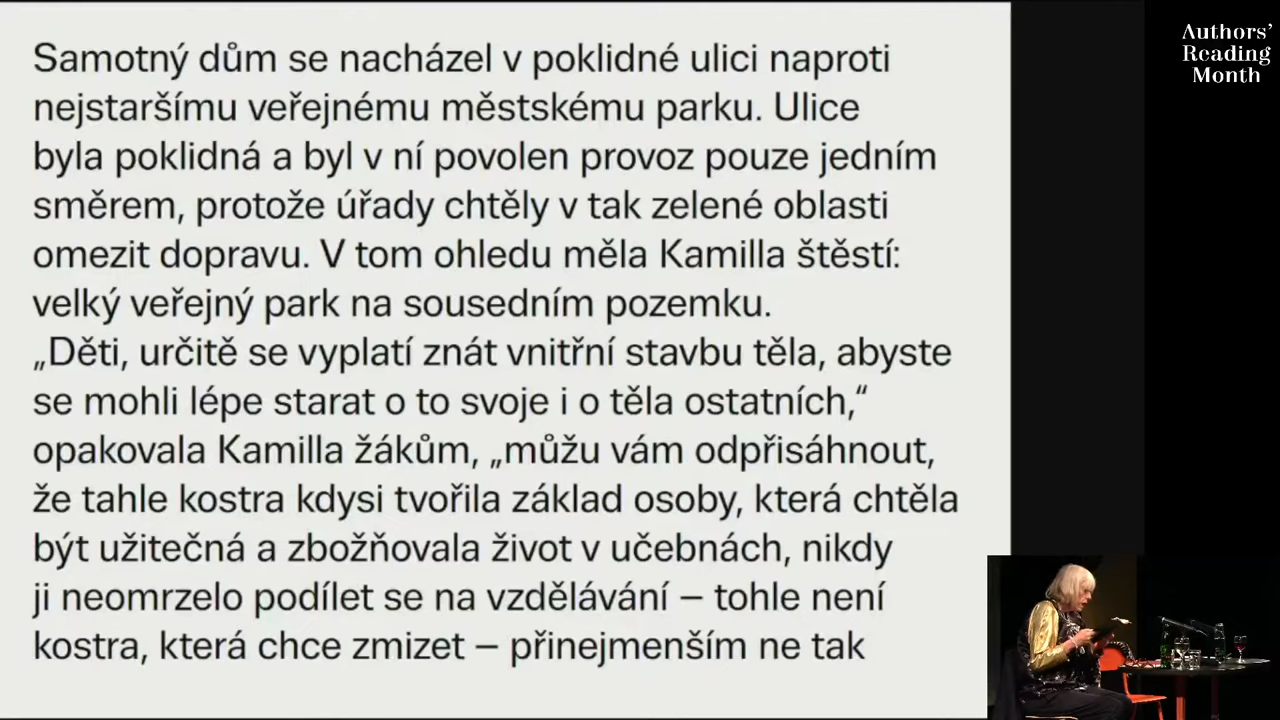 Samotný dům se nacházel v poklidné ulici naproti
nejstaršímu veřejnému městskému parku. Ulice
byla poklidná a byl v ní povolen provoz pouze jedním
směrem, protože úřady chtěly v tak zelené oblasti
omezit dopravu. V tom ohledu měla Kamilla štěstí:
velký veřejný park na sousedním pozemku.
„Děti, určitě se vyplatí znát vnitřní stavbu těla, abyste
se mohli lépe starat o to svoje i o těla ostatních,“
opakovala Kamilla žákům, „můžu vám odpřisáhnout,
že tahle kostra kdysi tvořila základ osoby, která chtěla
být užitečná a zbožňovala život v učebnách, nikdy
ji neomrzelo podílet se na vzdělávání – tohle není
kostra, která chce zmizet – přinejmenším ne tak
Authors’
Reading
Month